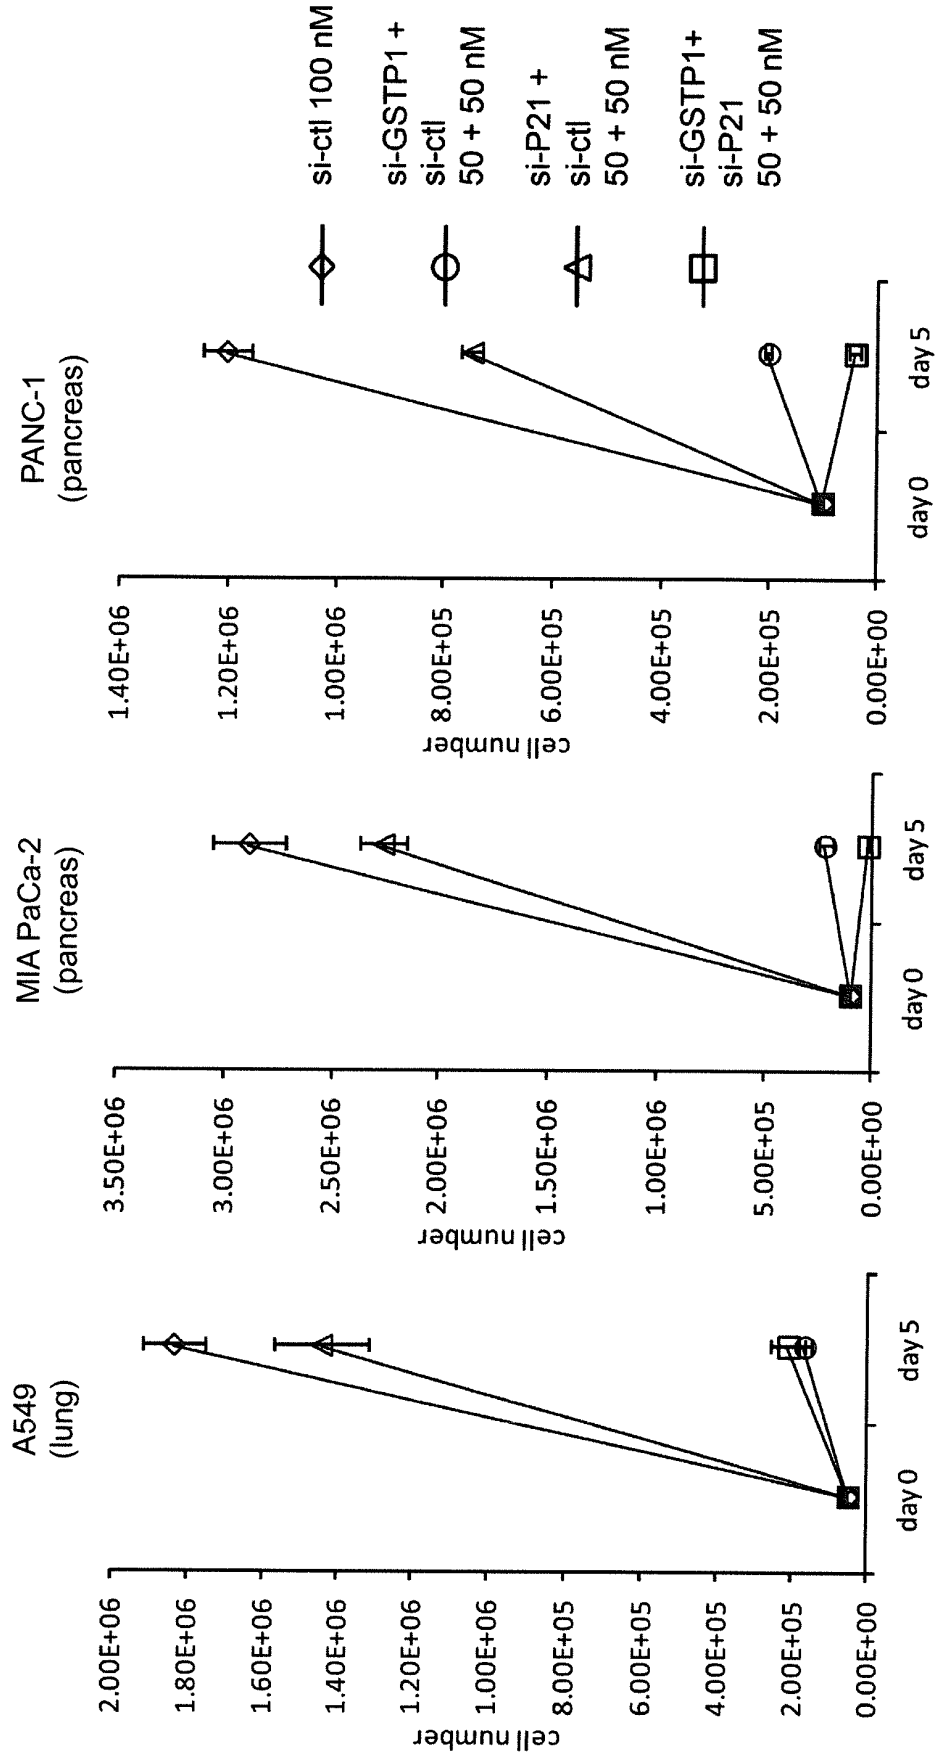 A549
(lung)
2.00E+06
1.80E+06
1.60E+06
1.40E+06
1.20E+06
1.00E+06
8.00E+05
6.00E+05
4.00E+05
2.00E+05
0.00E+00
cell number
day 0
day 5
MIA PaCa-2
(pancreas)
3.50E+06
3.00E+06
2.50E+06
2.00E+06
1.50E+06
1.00E+06
5.00E+05
0.00E+00
cell number
day 0
day 5
PANC-1
(pancreas)
1.40E+06
1.20E+06
1.00E+06
8.00E+05
6.00E+05
4.00E+05
2.00E+05
0.00E+00
cell number
day 0
day 5
si-ctl 100 nM
si-GSTP1 +
si-ctl
50 + 50 nM
si-P21 +
si-ctl
50 + 50 nM
si-GSTP1+
si-P21
50 + 50 nM